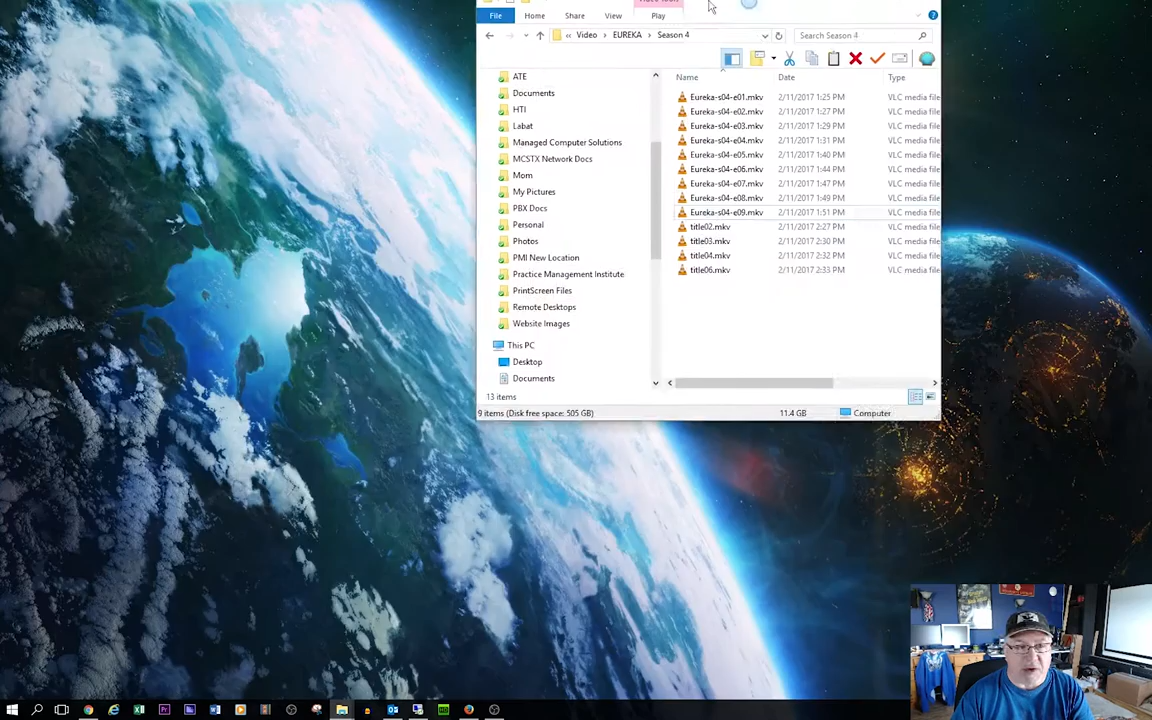 File Home Share View Play
« Video > EUREKA > Season 4 Search Season 4
Name Date Type
ATE
Documents
HTI
Labat
Managed Computer Solutions
MCSTX Network Docs
Mom
My Pictures
PBX Docs
Personal
Photos
PMI New Location
Practice Management Institute
PrintScreen Files
Remote Desktops
Website Images
This PC
Desktop
Documents
Eureka-s04-e01.mkv 2/11/2017 1:25 PM VLC media file
Eureka-s04-e02.mkv 2/11/2017 1:27 PM VLC media file
Eureka-s04-e03.mkv 2/11/2017 1:29 PM VLC media file
Eureka-s04-e04.mkv 2/11/2017 1:31 PM VLC media file
Eureka-s04-e05.mkv 2/11/2017 1:40 PM VLC media file
Eureka-s04-e06.mkv 2/11/2017 1:44 PM VLC media file
Eureka-s04-e07.mkv 2/11/2017 1:47 PM VLC media file
Eureka-s04-e08.mkv 2/11/2017 1:49 PM VLC media file
Eureka-s04-e09.mkv 2/11/2017 1:51 PM VLC media file
title02.mkv 2/11/2017 2:27 PM VLC media file
title03.mkv 2/11/2017 2:30 PM VLC media file
title04.mkv 2/11/2017 2:32 PM VLC media file
title06.mkv 2/11/2017 2:33 PM VLC media file
13 items
9 items (Disk free space: 505 GB) 11.4 GB Computer